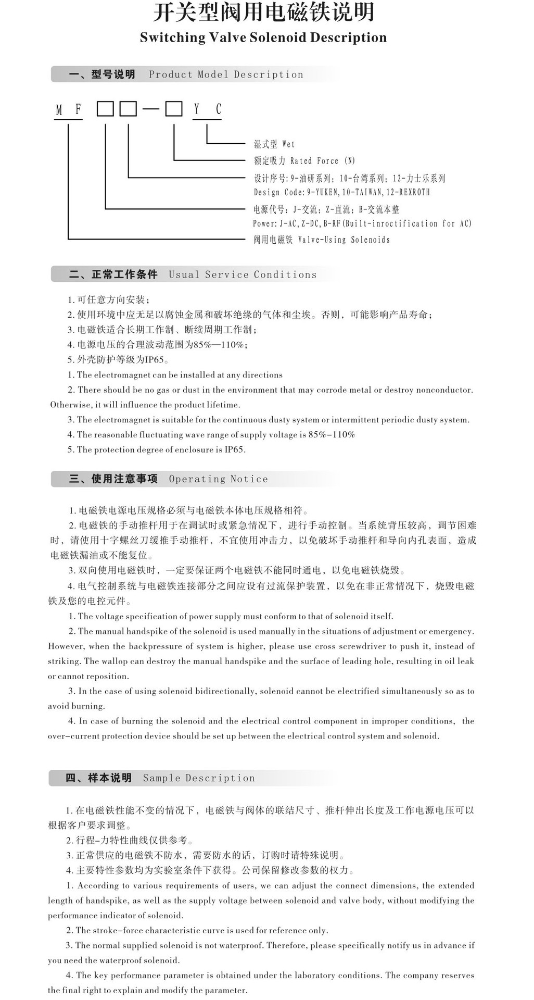 开关型阀用电磁铁说明
Switching Valve Solenoid Description
一、型号说明 Product Model Description
M F □□—□ Y C
湿式型 Wet
额定吸力 Rated Force (N)
设计序号:9-油研系列; 10-台湾系列; 12-力士乐系列
Design Code:9-YUKEN,10-TAIWAN,12-REXROTH
电源代号: J-交流; Z-直流; B-交流本整
Power:J-AC,Z-DC,B-RF(Built-inroctification for AC)
阀用电磁铁 Valve-Using Solenoids
二、正常工作条件 Usual Service Conditions
1. 可任意方向安装;
2. 使用环境中应无足以腐蚀金属和破坏绝缘的气体和尘埃。否则，可能影响产品寿命;
3. 电磁铁适合长期工作制、断续周期工作制;
4. 电源电压的合理波动范围为85%—110%;
5. 外壳防护等级为IP65。
1. The electromagnet can be installed at any directions
2. There should be no gas or dust in the environment that may corrode metal or destroy nonconductor.
Otherwise, it will influence the product lifetime.
3. The electromagnet is suitable for the continuous dusty system or intermittent periodic dusty system.
4. The reasonable fluctuating wave range of supply voltage is 85%-110%
5. The protection degree of enclosure is IP65.
三、使用注意事项 Operating Notice
1. 电磁铁电源电压规格必须与电磁铁本体电压规格相符。
2. 电磁铁的手动推杆用于在调试时或紧急情况下，进行手动控制。当系统背压较高，调节困难
时，请使用十字螺丝刀缓推手动推杆，不宜使用冲击力，以免破坏手动推杆和导向内孔表面，造成
电磁铁漏油或不能复位。
3. 双向使用电磁铁时，一定要保证两个电磁铁不能同时通电，以免电磁铁烧毁。
4. 电气控制系统与电磁铁连接部分之间应设有过流保护装置，以免在非正常情况下，烧毁电磁
铁及您的电控元件。
1. The voltage specification of power supply must conform to that of solenoid itself.
2. The manual handspike of the solenoid is used manually in the situations of adjustment or emergency.
However, when the backpressure of system is higher, please use cross screwdriver to push it, instead of
striking. The wallop can destroy the manual handspike and the surface of leading hole, resulting in oil leak
or cannot reposition.
3. In the case of using solenoid bidirectionally, solenoid cannot be electrified simultaneously so as to
avoid burning.
4. In case of burning the solenoid and the electrical control component in improper conditions, the
over-current protection device should be set up between the electrical control system and solenoid.
四、样本说明 Sample Description
1. 在电磁铁性能不变的情况下，电磁铁与阀体的联结尺寸、推杆伸出长度及工作电源电压可以
根据客户要求调整。
2. 行程-力特性曲线仅供参考。
3. 正常供应的电磁铁不防水，需要防水的话，订购时请特殊说明。
4. 主要特性参数均为实验室条件下获得。公司保留修改参数的权力。
1. According to various requirements of users, we can adjust the connect dimensions, the extended
length of handspike, as well as the supply voltage between solenoid and valve body, without modifying the
performance indicator of solenoid.
2. The stroke-force characteristic curve is used for reference only.
3. The normal supplied solenoid is not waterproof. Therefore, please specifically notify us in advance if
you need the waterproof solenoid.
4. The key performance parameter is obtained under the laboratory conditions. The company reserves
the final right to explain and modify the parameter.